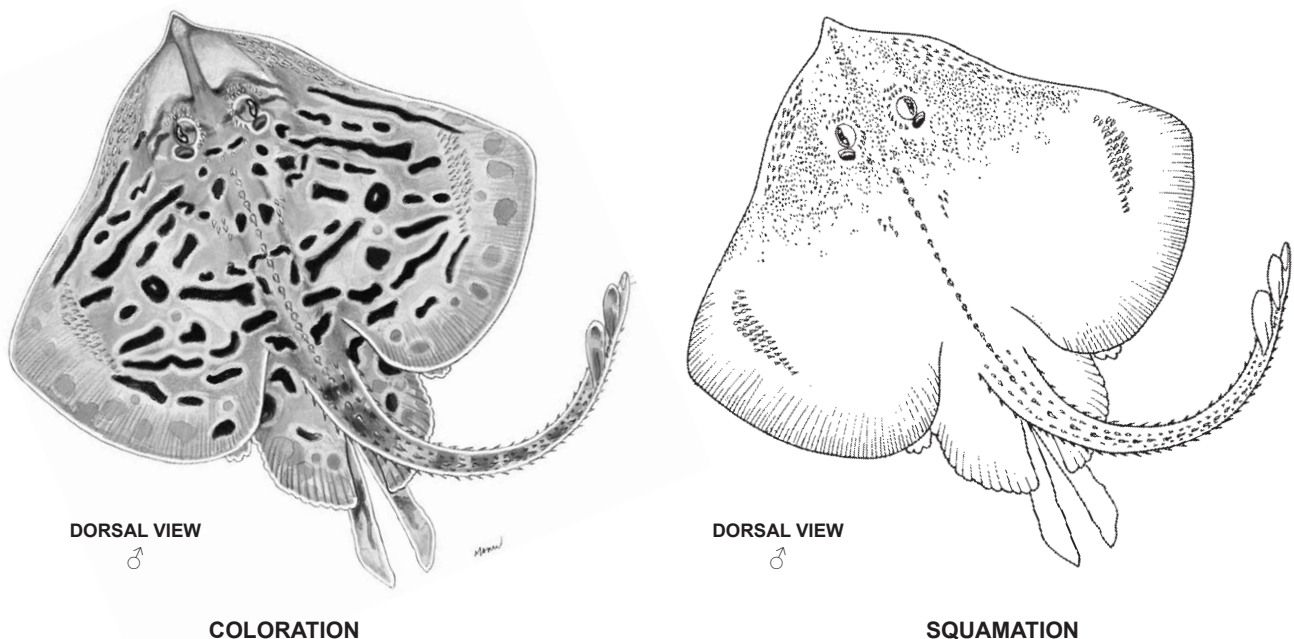 DORSAL VIEW
♂
COLORATION
DORSAL VIEW
♂
SQUAMATION